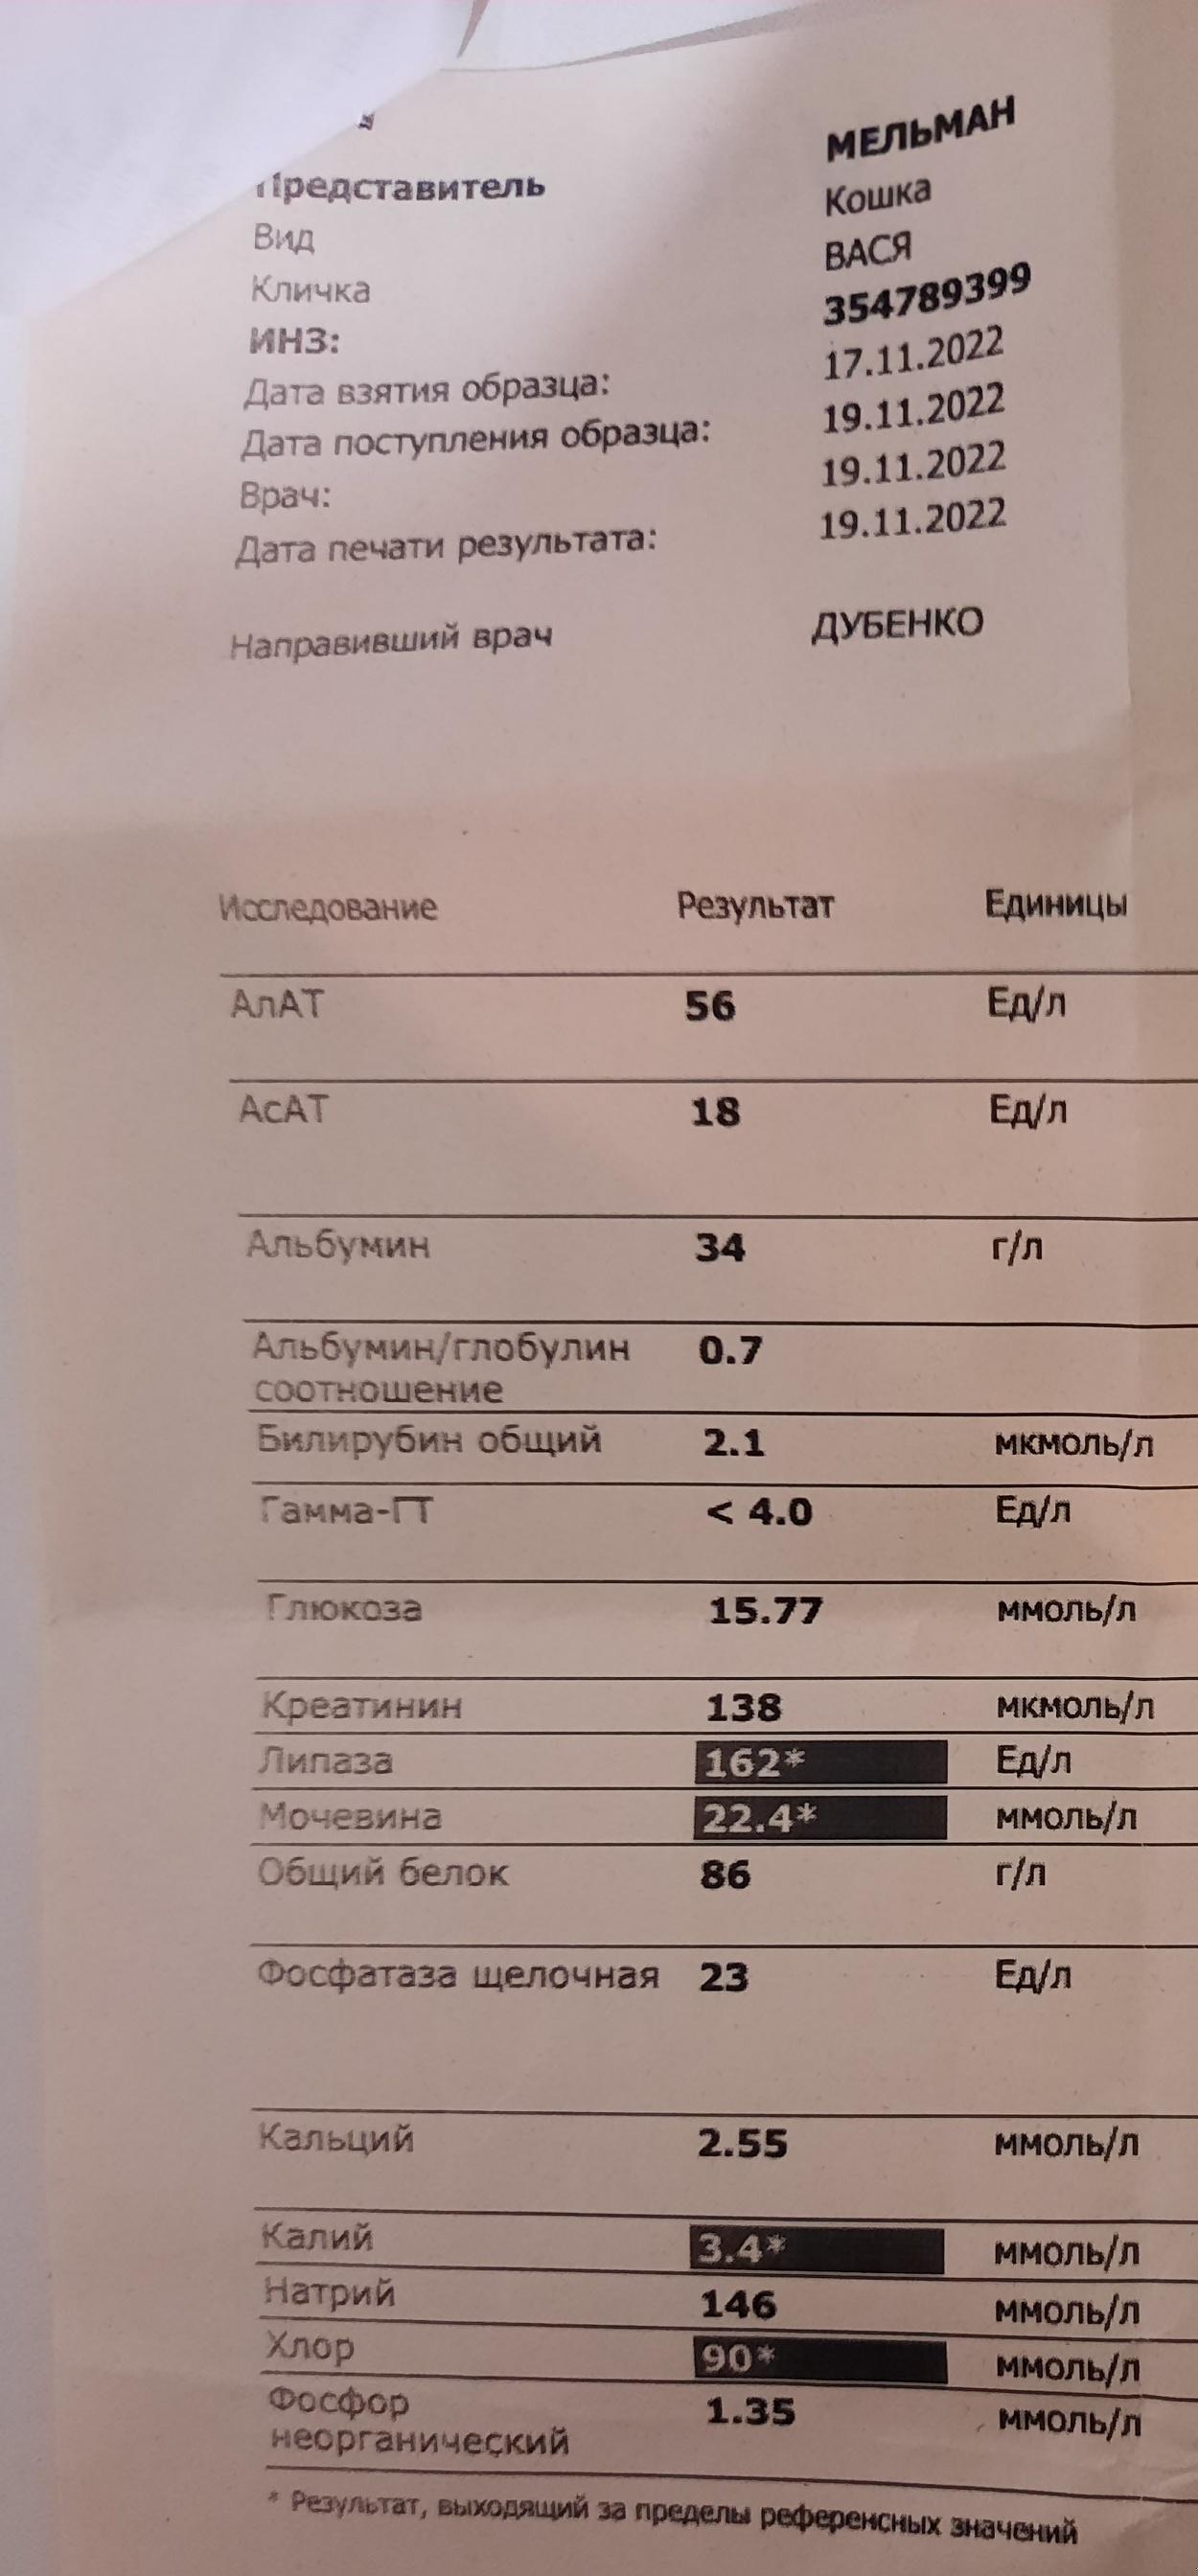 Представитель МЕЛЬМАН
Вид Кошка
Кличка ВАСЯ
ИНЗ: 354789399
Дата взятия образца: 17.11.2022
Дата поступления образца: 19.11.2022
Врач: 19.11.2022
Дата печати результата: 19.11.2022
Направивший врач ДУБЕНКО
Исследование Результат Единицы
АлАТ 56 Ед/л
АсАТ 18 Ед/л
Альбумин 34 г/л
Альбумин/глобулин 0.7
соотношение
Билирубин общий 2.1 мкмоль/л
Гамма-ГТ < 4.0 Ед/л
Глюкоза 15.77 ммоль/л
Креатинин 138 мкмоль/л
Липаза 162* Ед/л
Мочевина 22.4* ммоль/л
Общий белок 86 г/л
Фосфатаза щелочная 23 Ед/л
Кальций 2.55 ммоль/л
Калий 3.4* ммоль/л
Натрий 146 ммоль/л
Хлор 90* ммоль/л
Фосфор 1.35 ммоль/л
неорганический
* Результат, выходящий за пределы референсных значений